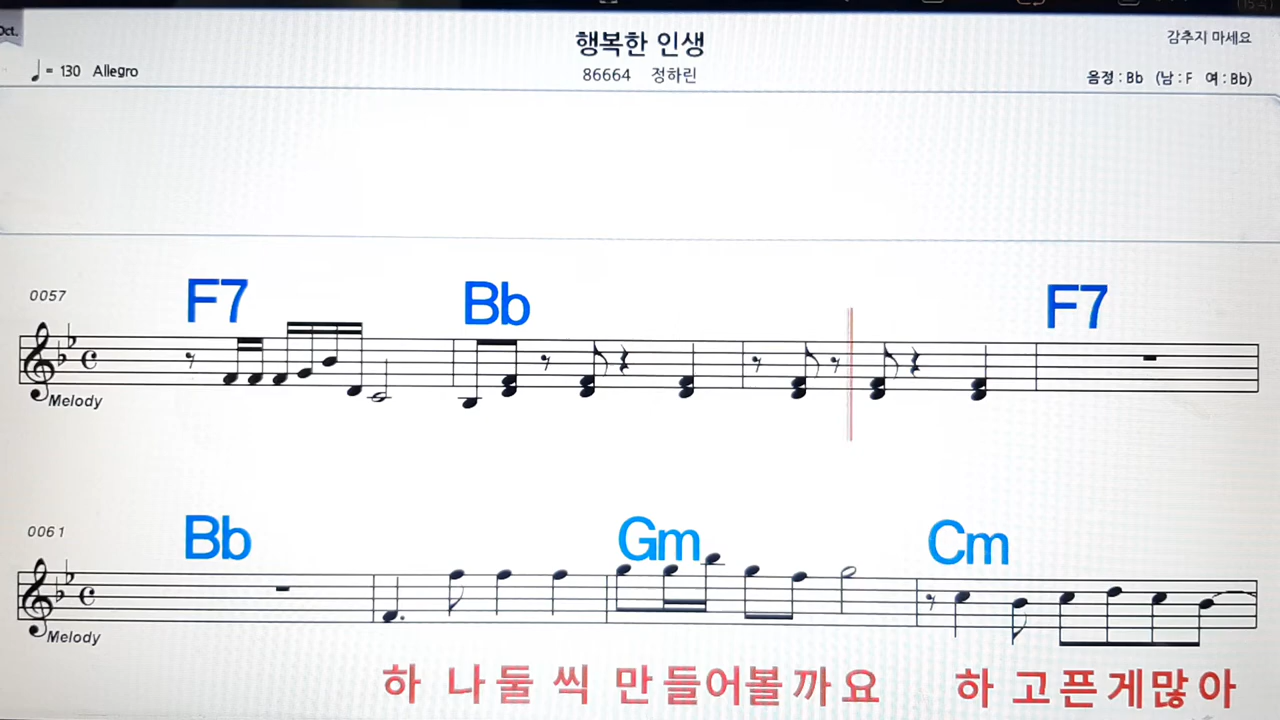 Oct.
행복한 인생
감추지 마세요
♩= 130 Allegro
86664 정하린
음정 : Bb (남 : F 여 : Bb)
0057
F7 Bb F7
Melody
0061
Bb Gm Cm
Melody
하 나 둘 씩 만 들어볼 까 요 하 고 픈 게 많 아